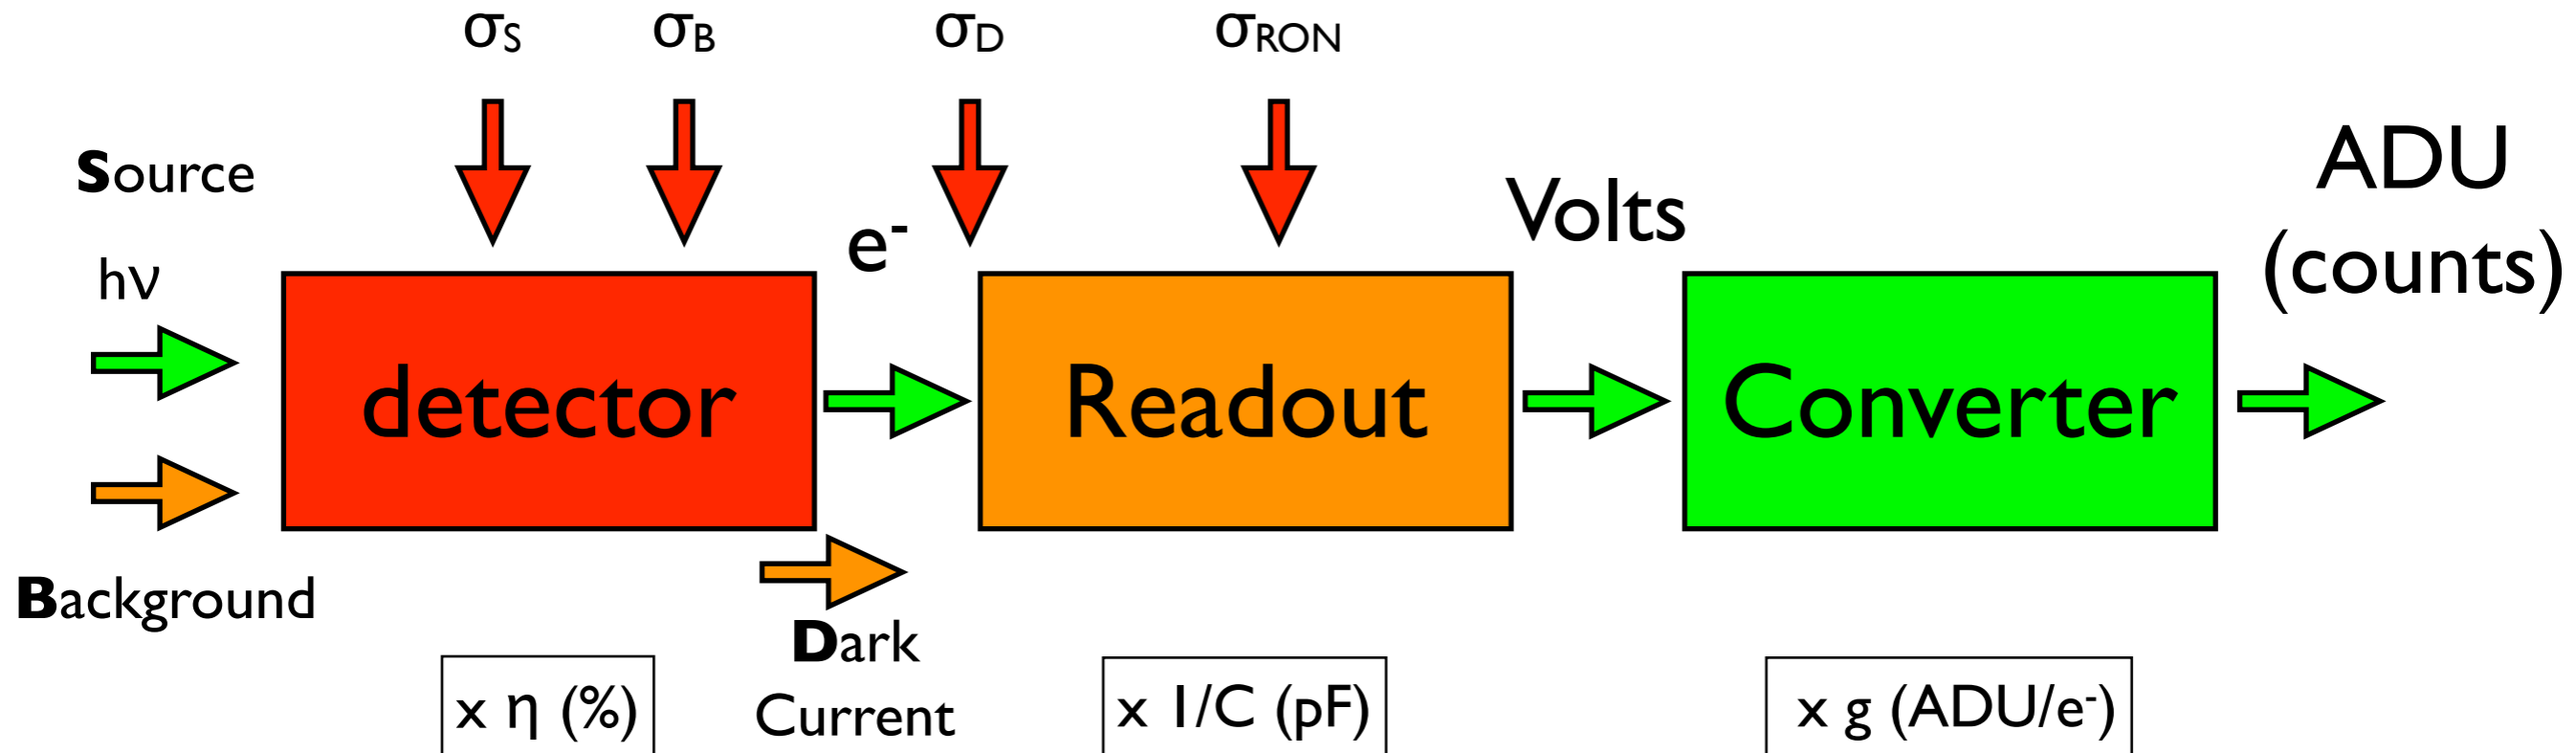 σS σB σD σRON
Source
hν
Background
detector
e-
Dark
Current
Readout
Volts
Converter
ADU
(counts)
x η (%)
x 1/C (pF)
x g (ADU/e-)